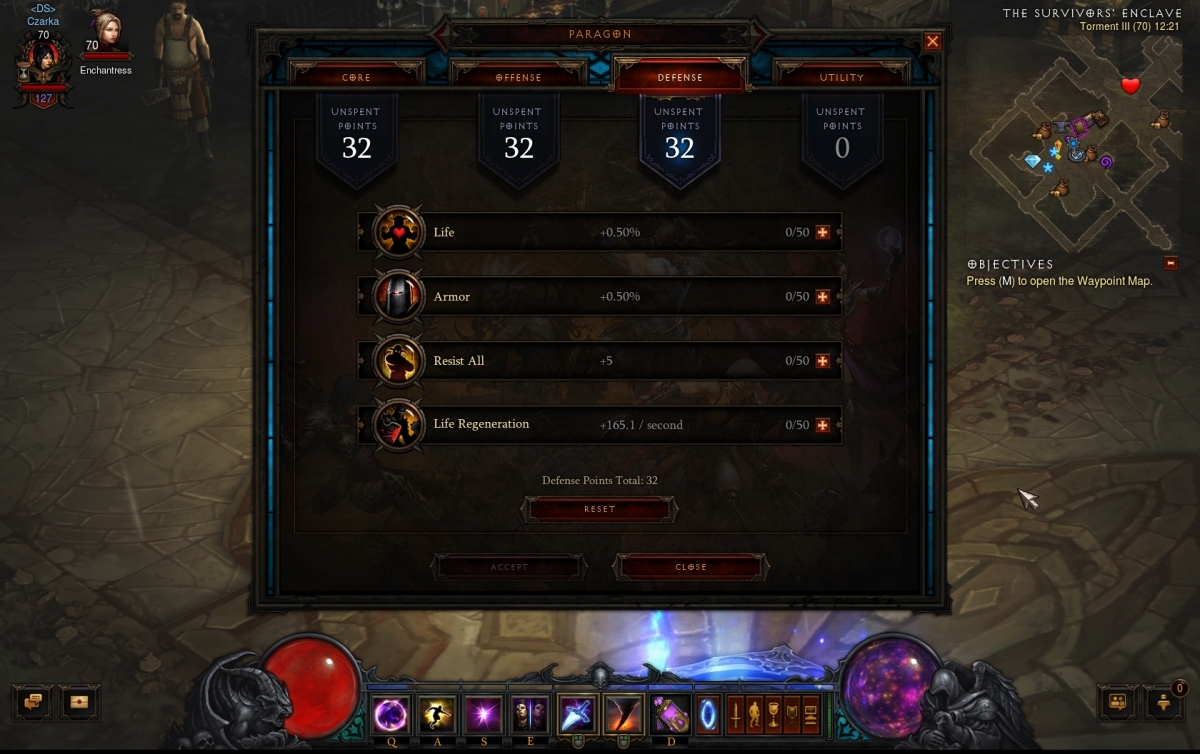 <DS>
Czarka
70
127
70
Enchantress
THE SURVIVORS' ENCLAVE
Torment III (70) 12:21
PARAGON
CORE
OFFENSE
DEFENSE
UTILITY
UNSPENT
POINTS
32
UNSPENT
POINTS
32
UNSPENT
POINTS
32
UNSPENT
POINTS
0
Life +0.50% 0/50
Armor +0.50% 0/50
Resist All +5 0/50
Life Regeneration +165.1 / second 0/50
Defense Points Total: 32
RESET
ACCEPT
CLOSE
OBJECTIVES
Press (M) to open the Waypoint Map.
Q A S E D
0